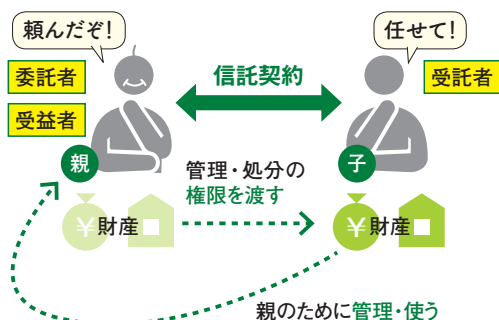 頼んだぞ!
任せて!
委託者
受益者
信託契約
受託者
親
子
管理・処分の
権限を渡す
¥財産
¥財産
親のために管理・使う